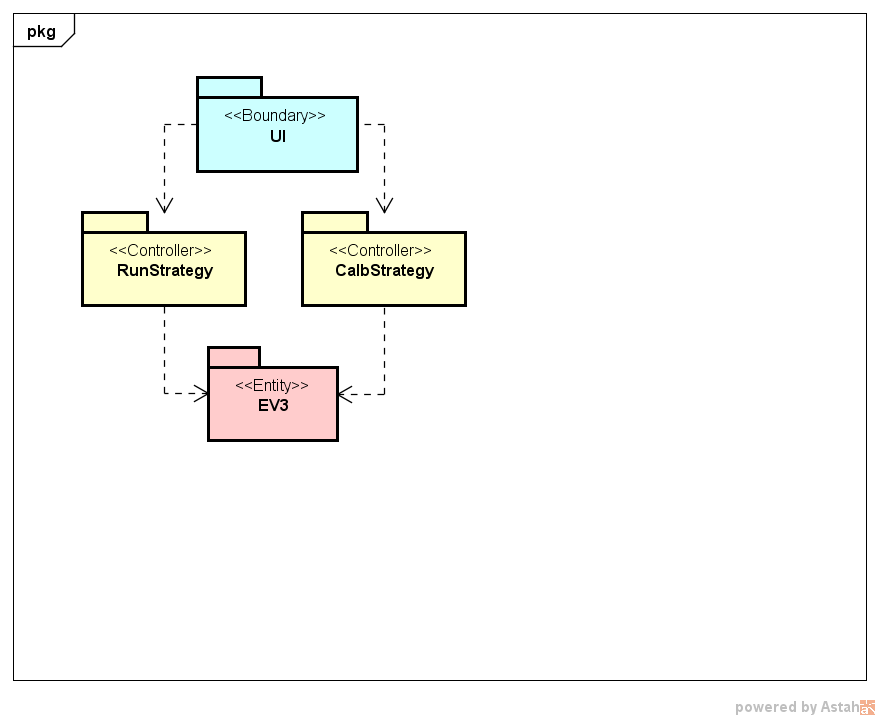 pkg
<<Boundary>>
UI
<<Controller>>
RunStrategy
<<Controller>>
CalbStrategy
<<Entity>>
EV3
powered by Astah